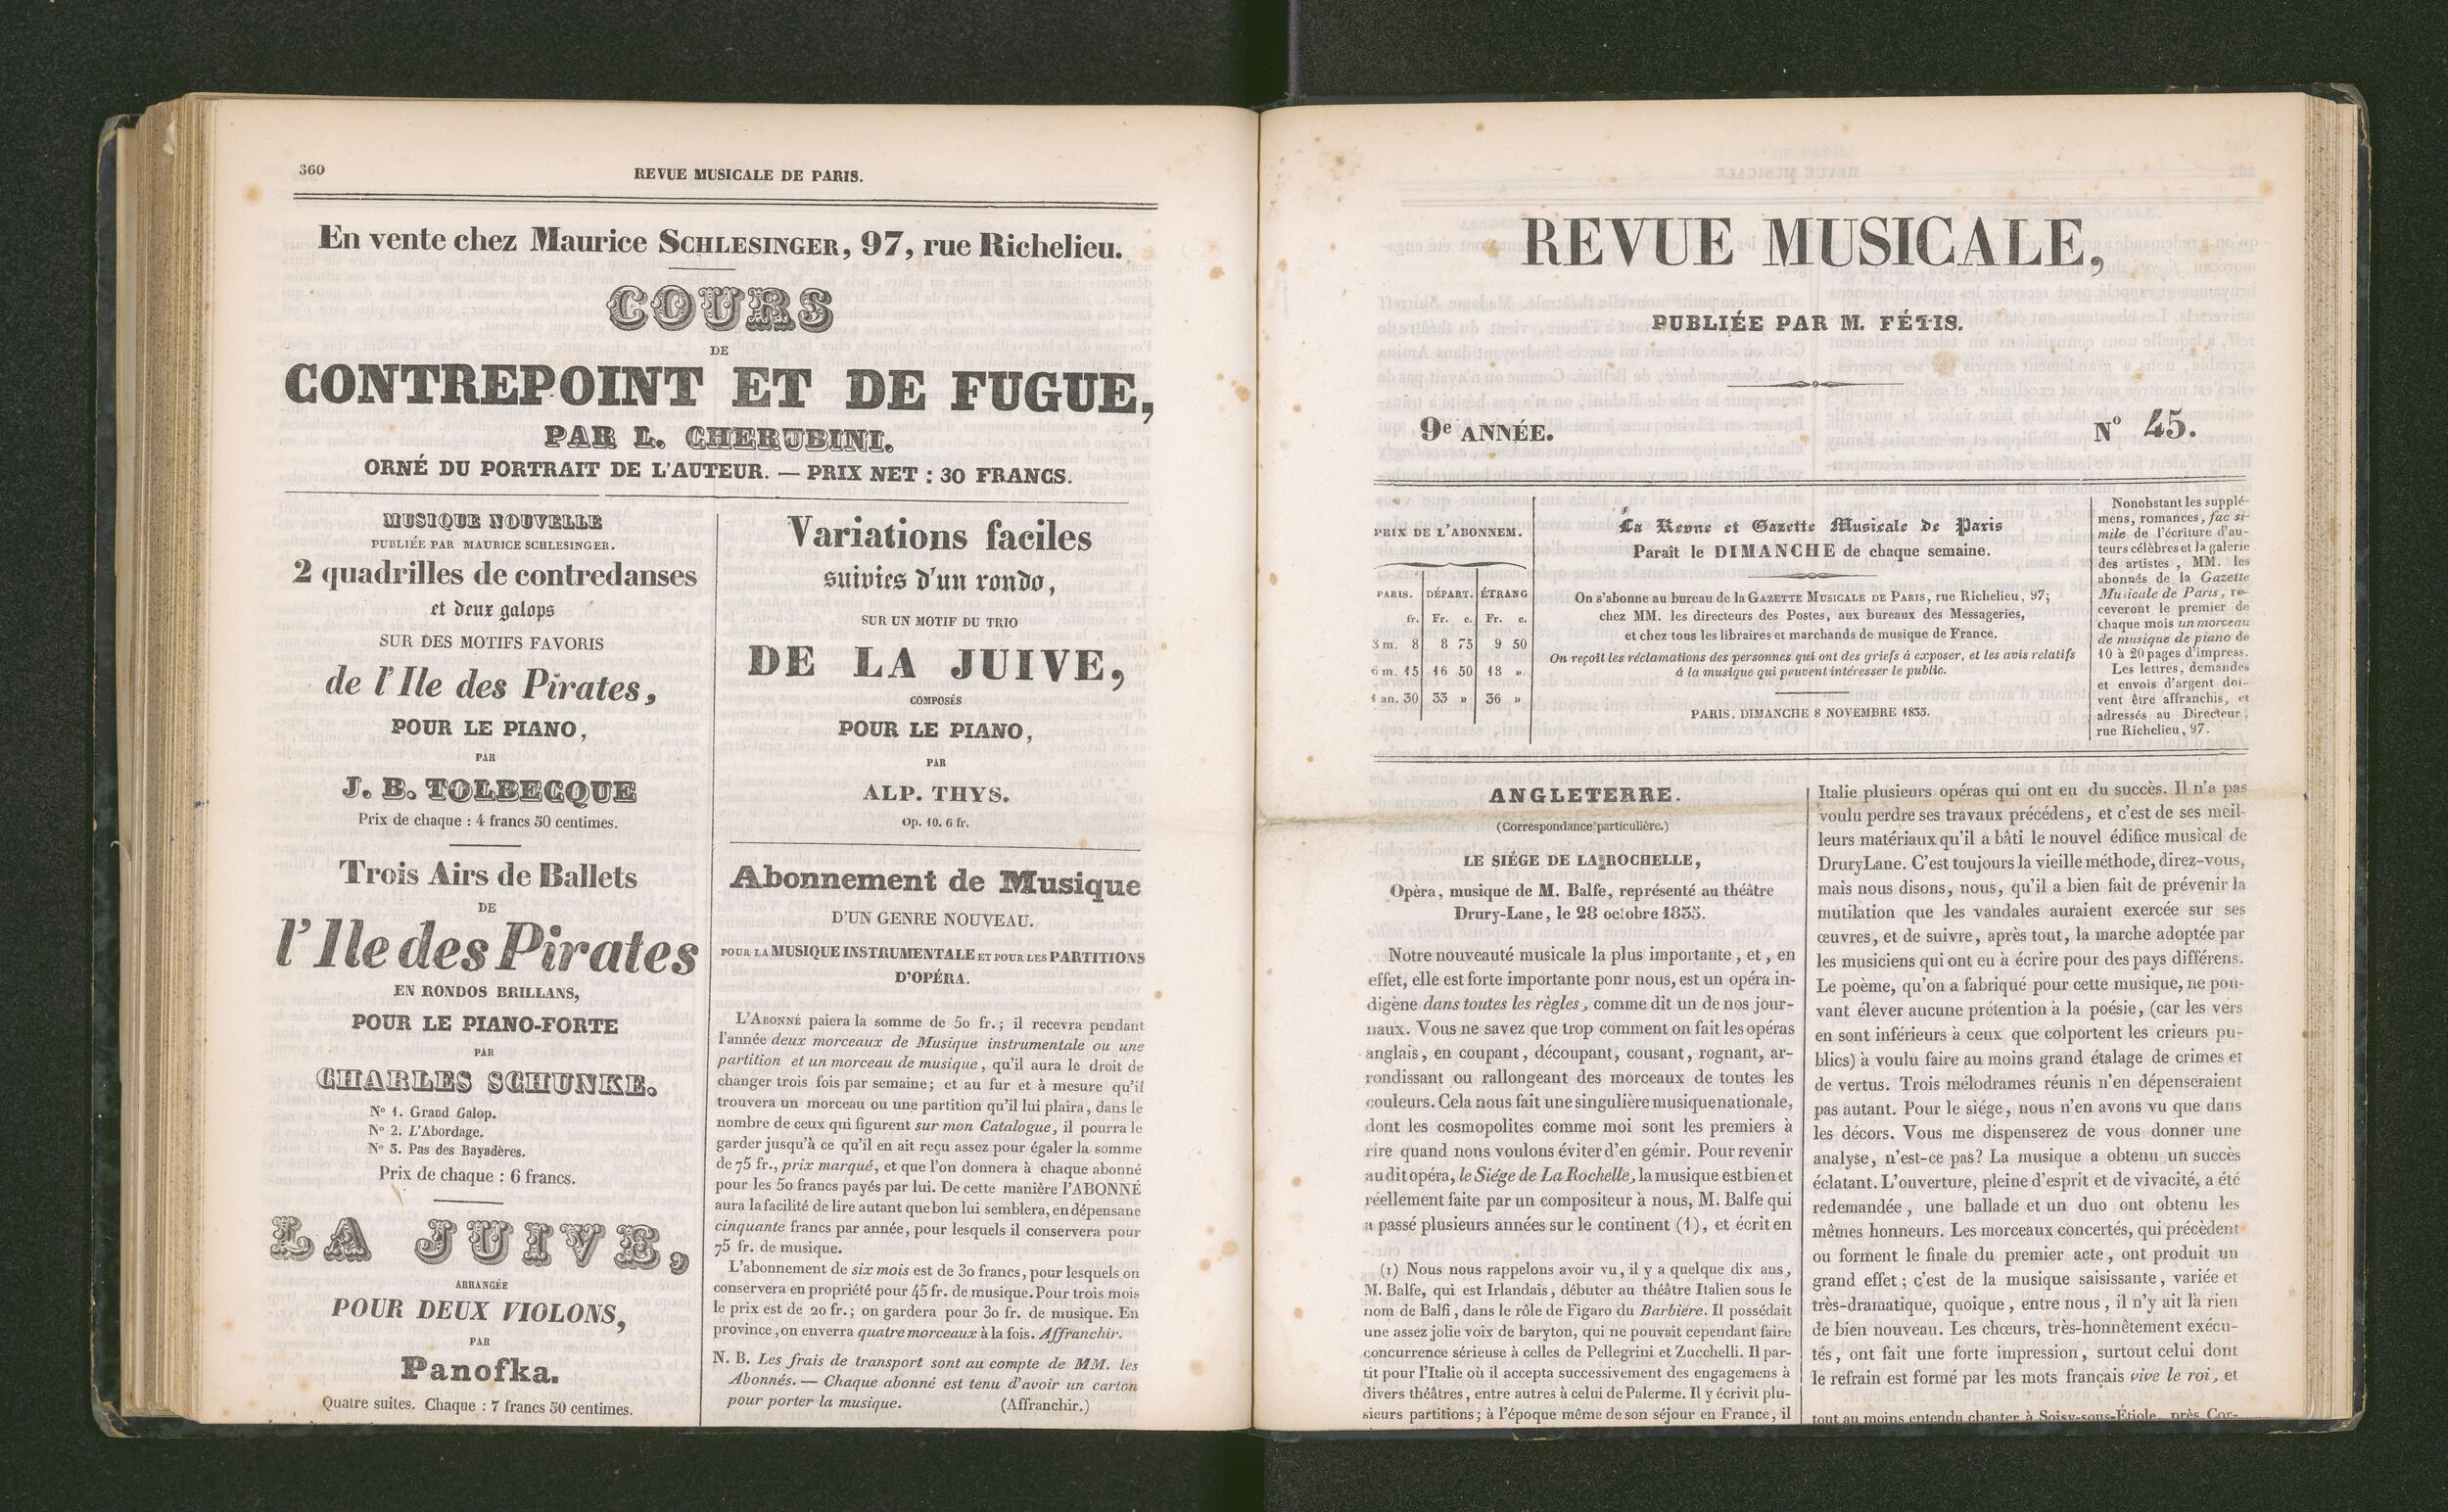 360
REVUE MUSICALE DE PARIS.
En vente chez Maurice SCHLESINGER, 97, rue Richelieu.
COURS
DE
CONTREPOINT ET DE FUGUE,
PAR L. CHERUBINI.
ORNÉ DU PORTRAIT DE L'AUTEUR. — PRIX NET : 30 FRANCS.
MUSIQUE NOUVELLE
PUBLIÉE PAR MAURICE SCHLESINGER.
2 quadrilles de contredanses
et deux galops
SUR DES MOTIFS FAVORIS
de l'Ile des Pirates,
POUR LE PIANO,
PAR
J. B. TOLBECQUE
Prix de chaque : 4 francs 50 centimes.
Trois Airs de Ballets
DE
l'Ile des Pirates
EN RONDOS BRILLANS,
POUR LE PIANO-FORTE
PAR
CHARLES SCHUNKE.
Nº 1. Grand Galop.
Nº 2. L'Abordage.
Nº 3. Pas des Bayadères.
Prix de chaque : 6 francs.
LA JUIVE,
ARRANGÉE
POUR DEUX VIOLONS,
PAR
Panofka.
Quatre suites. Chaque : 7 francs 50 centimes.
Variations faciles
suivies d'un rondo,
SUR UN MOTIF DU TRIO
DE LA JUIVE,
COMPOSÉS
POUR LE PIANO,
PAR
ALP. THYS.
Op. 10. 6 fr.
Abonnement de Musique
D'UN GENRE NOUVEAU.
POUR LA MUSIQUE INSTRUMENTALE ET POUR LES PARTITIONS
D'OPÉRA.
L'ABONNÉ paiera la somme de 50 fr.; il recevra pendant
l'année deux morceaux de Musique instrumentale ou une
partition et un morceau de musique, qu'il aura le droit de
changer trois fois par semaine; et au fur et à mesure qu'il
trouvera un morceau ou une partition qu'il lui plaira, dans le
nombre de ceux qui figurent sur mon Catalogue, il pourra le
garder jusqu'à ce qu'il en ait reçu assez pour égaler la somme
de 75 fr., prix marqué, et que l'on donnera à chaque abonné
pour les 50 francs payés par lui. De cette manière l'ABONNÉ
aura la facilité de lire autant que bon lui semblera, en dépensane
cinquante francs par année, pour lesquels il conservera pour
75 fr. de musique.
L'abonnement de six mois est de 30 francs, pour lesquels on
conservera en propriété pour 45 fr. de musique. Pour trois mois
le prix est de 20 fr.; on gardera pour 30 fr. de musique. En
province, on enverra quatre morceaux à la fois. Affranchir.
N. B. Les frais de transport sont au compte de MM. les
Abonnés. — Chaque abonné est tenu d'avoir un carton
pour porter la musique. (Affranchir.)
REVUE MUSICALE,
PUBLIÉE PAR M. FÉTIS.
9e ANNÉE.
Nº 45.
PRIX DE L'ABONNEM.
PARIS. DÉPART. ÉTRANG
fr. Fr. c. Fr. c.
3 m. 8 8 75 9 50
6 m. 15 16 50 18 »
1 an. 30 33 » 36 »
La Revue et Gazette Musicale de Paris
Paraît le DIMANCHE de chaque semaine.
On s'abonne au bureau de la GAZETTE MUSICALE DE PARIS, rue Richelieu, 97;
chez MM. les directeurs des Postes, aux bureaux des Messageries,
et chez tous les libraires et marchands de musique de France.
On reçoit les réclamations des personnes qui ont des griefs à exposer, et les avis relatifs
à la musique qui peuvent intéresser le public.
PARIS, DIMANCHE 8 NOVEMBRE 1835.
Nonobstant les supplé-
mens, romances, fac si-
mile de l'écriture d'au-
teurs célèbres et la galerie
des artistes, MM. les
abonnés de la Gazette
Musicale de Paris, re-
ceveront le premier de
chaque mois un morceau
de musique de piano de
10 à 20 pages d'impress.
Les lettres, demandes
et envois d'argent doi-
vent être affranchis, et
adressés au Directeur,
rue Richelieu, 97.
ANGLETERRE.
(Correspondance particulière.)
LE SIÉGE DE LA ROCHELLE,
Opèra, musique de M. Balfe, représenté au théâtre
Drury-Lane, le 28 octobre 1835.
Notre nouveauté musicale la plus importante, et, en
effet, elle est forte importante ponr nous, est un opéra in-
digène dans toutes les règles, comme dit un de nos jour-
naux. Vous ne savez que trop comment on fait les opéras
anglais, en coupant, découpant, cousant, rognant, ar-
rondissant ou rallongeant des morceaux de toutes les
couleurs. Cela nous fait une singulière musique nationale,
dont les cosmopolites comme moi sont les premiers à
rire quand nous voulons éviter d'en gémir. Pour revenir
au dit opéra, le Siége de La Rochelle, la musique est bien et
réellement faite par un compositeur à nous, M. Balfe qui
a passé plusieurs années sur le continent (1), et écrit en
(1) Nous nous rappelons avoir vu, il y a quelque dix ans,
M. Balfe, qui est Irlandais, débuter au théâtre Italien sous le
nom de Balfi, dans le rôle de Figaro du Barbiere. Il possédait
une assez jolie voix de baryton, qui ne pouvait cependant faire
concurrence sérieuse à celles de Pellegrini et Zucchelli. Il par-
tit pour l'Italie où il accepta successivement des engagemens à
divers théâtres, entre autres à celui de Palerme. Il y écrivit plu-
sieurs partitions; à l'époque même de son séjour en France, il
Italie plusieurs opéras qui ont eu du succès. Il n'a pas
voulu perdre ses travaux précédens, et c'est de ses meil-
leurs matériaux qu'il a bâti le nouvel édifice musical de
DruryLane. C'est toujours la vieille méthode, direz-vous,
mais nous disons, nous, qu'il a bien fait de prévenir la
mutilation que les vandales auraient exercée sur ses
œuvres, et de suivre, après tout, la marche adoptée par
les musiciens qui ont eu à écrire pour des pays différens.
Le poème, qu'on a fabriqué pour cette musique, ne pou-
vant élever aucune prétention à la poésie, (car les vers
en sont inférieurs à ceux que colportent les crieurs pu-
blics) à voulu faire au moins grand étalage de crimes et
de vertus. Trois mélodrames réunis n'en dépenseraient
pas autant. Pour le siége, nous n'en avons vu que dans
les décors. Vous me dispenserez de vous donner une
analyse, n'est-ce pas? La musique a obtenu un succès
éclatant. L'ouverture, pleine d'esprit et de vivacité, a été
redemandée, une ballade et un duo ont obtenu les
mêmes honneurs. Les morceaux concertés, qui précèdent
ou forment le finale du premier acte, ont produit un
grand effet; c'est de la musique saisissante, variée et
très-dramatique, quoique, entre nous, il n'y ait là rien
de bien nouveau. Les chœurs, très-honnêtement exécu-
tés, ont fait une forte impression, surtout celui dont
le refrain est formé par les mots français vive le roi, et
tout au moins entendu chanter à Soisy-sous-Étiole, près Cor-